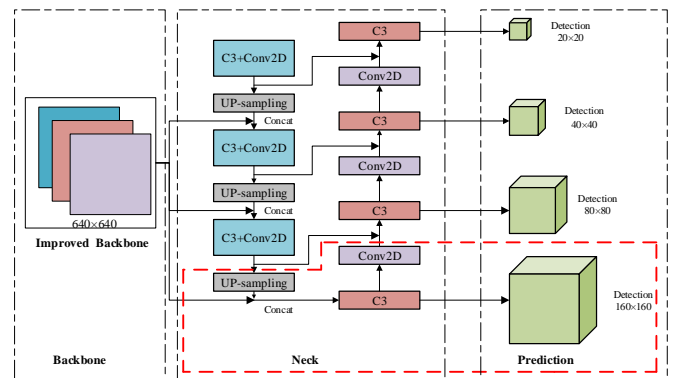 C3
Detection
20×20
C3+Conv2D
Conv2D
UP-sampling
Concat
C3
Detection
40×40
C3+Conv2D
Conv2D
UP-sampling
Concat
C3
Detection
80×80
640×640
Improved Backbone
C3+Conv2D
Conv2D
UP-sampling
Concat
C3
Detection
160×160
Backbone
Neck
Prediction